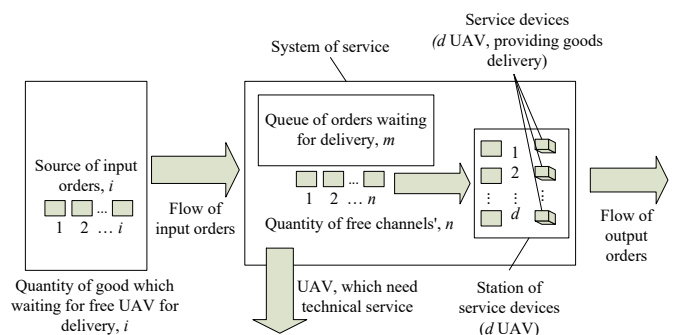 System of service
Service devices
(d UAV, providing goods
delivery)
Source of input
orders, i
... 
1 2 ... i
Quantity of good which
waiting for free UAV for
delivery, i
Flow of
input orders
Queue of orders waiting
for delivery, m
...
1 2 ... n
Quantity of free channels', n
UAV, which need
technical service
1
2
⋮ ⋮ ⋮
d
Station of
service devices
(d UAV)
Flow of
output
orders